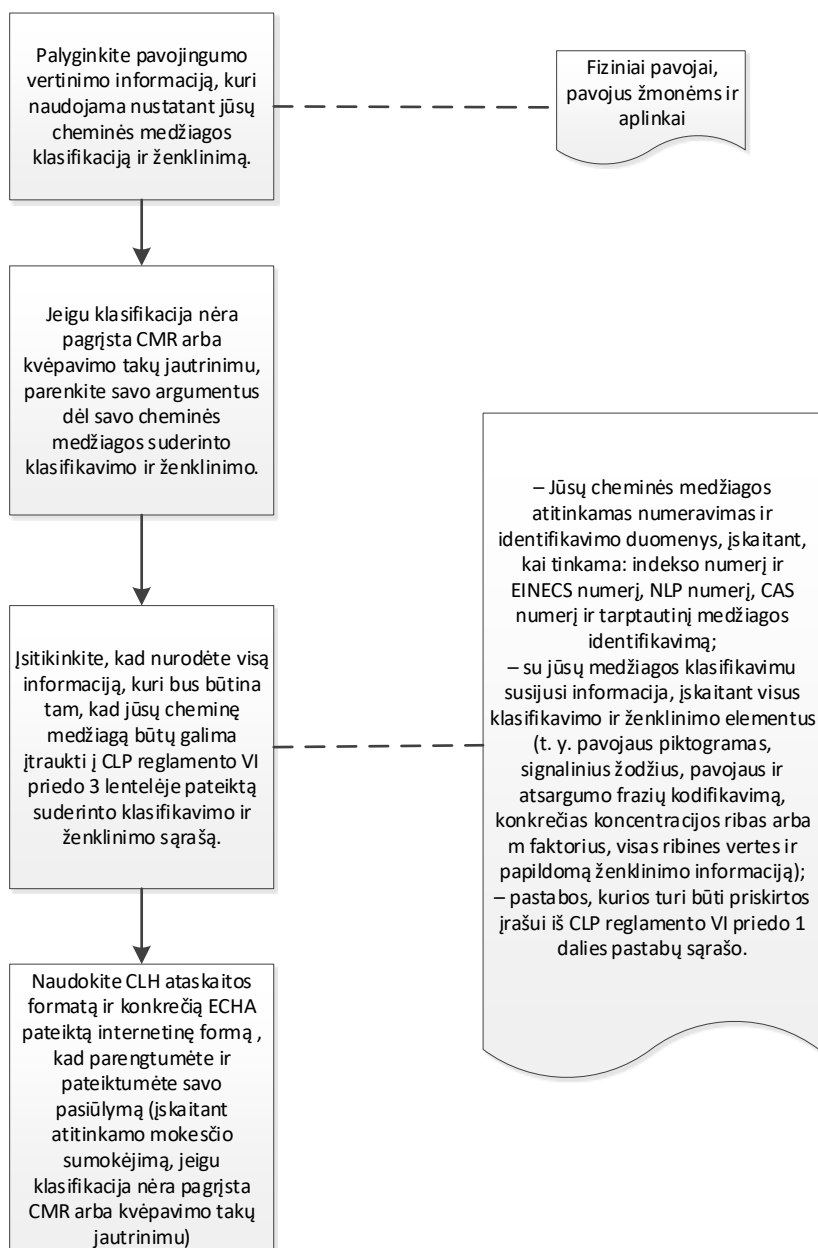 Palyginkite pavojingumo
vertinimo informaciją, kuri
naudojama nustatant jūsų
cheminės medžiagos
klasifikaciją ir ženklinimą.
Fiziniai pavojai,
pavojus žmonėms ir
aplinkai
Jeigu klasifikacija nėra
pagrįsta CMR arba
kvėpavimo takų jautrinimu,
parenkite savo argumentus
dėl savo cheminės
medžiagos suderinto
klasifikavimo ir ženklinimo.
Įsitikinkite, kad nurodėte visą
informaciją, kuri bus būtina
tam, kad jūsų cheminę
medžiagą būtų galima
įtraukti į CLP reglamento VI
priedo 3 lentelėje pateiktą
suderinto klasifikavimo ir
ženklinimo sąrašą.
– Jūsų cheminės medžiagos
atitinkamas numeravimas ir
identifikavimo duomenys, įskaitant,
kai tinkama: indekso numerį ir
EINECS numerį, NLP numerį, CAS
numerį ir tarptautinį medžiagos
identifikavimą;
– su jūsų medžiagos klasifikavimu
susijusi informacija, įskaitant visus
klasifikavimo ir ženklinimo elementus
(t. y. pavojaus piktogramas,
signalinius žodžius, pavojaus ir
atsargumo frazių kodifikavimą,
konkrečias koncentracijos ribas arba
m faktorius, visas ribines vertes ir
papildomą ženklinimo informaciją);
– pastabos, kurios turi būti priskirtos
įrašui iš CLP reglamento VI priedo 1
dalies pastabų sąrašo.
Naudokite CLH ataskaitos
formatą ir konkrečią ECHA
pateiktą internetinę formą ,
kad parengtumėte ir
pateiktumėte savo
pasiūlymą (įskaitant
atitinkamo mokesčio
sumokėjimą, jeigu
klasifikacija nėra pagrįsta
CMR arba kvėpavimo takų
jautrinimu)